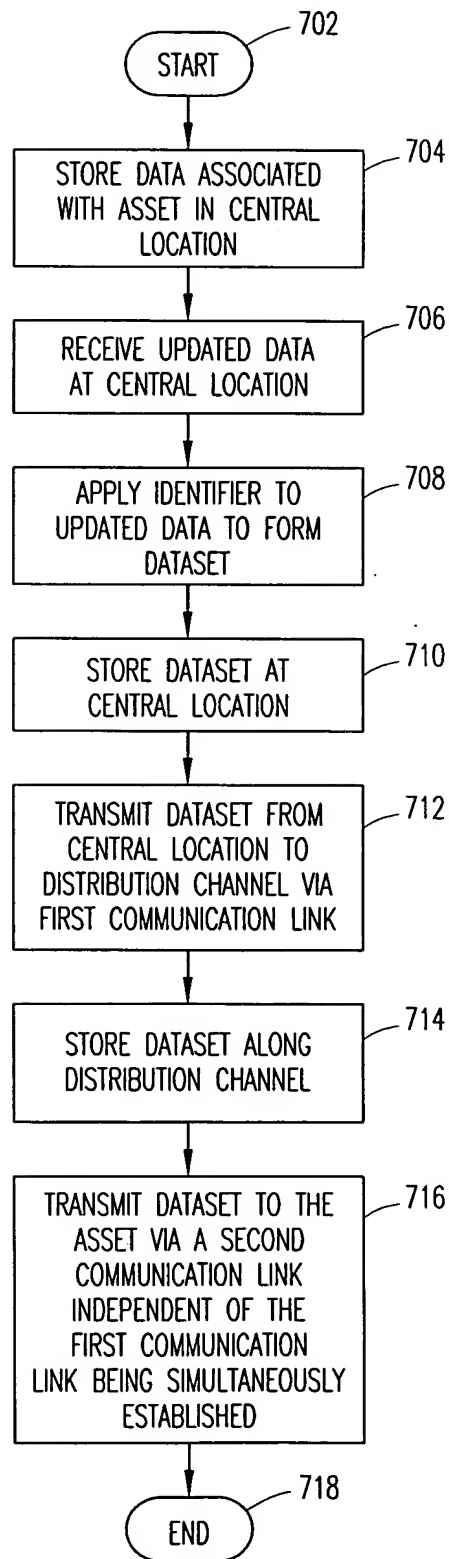 702
START
704
STORE DATA ASSOCIATED
WITH ASSET IN CENTRAL
LOCATION
706
RECEIVE UPDATED DATA
AT CENTRAL LOCATION
708
APPLY IDENTIFIER TO
UPDATED DATA TO FORM
DATASET
710
STORE DATASET AT
CENTRAL LOCATION
712
TRANSMIT DATASET FROM
CENTRAL LOCATION TO
DISTRIBUTION CHANNEL VIA
FIRST COMMUNICATION LINK
714
STORE DATASET ALONG
DISTRIBUTION CHANNEL
716
TRANSMIT DATASET TO THE
ASSET VIA A SECOND
COMMUNICATION LINK
INDEPENDENT OF THE
FIRST COMMUNICATION
LINK BEING SIMULTANEOUSLY
ESTABLISHED
718
END